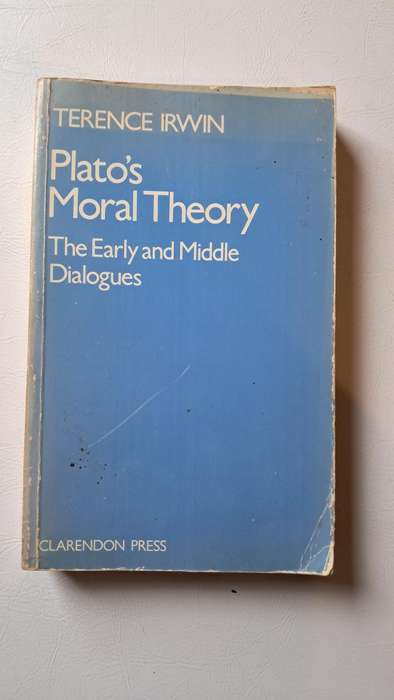 TERENCE IRWIN
Plato's
Moral Theory
The Early and Middle
Dialogues
CLARENDON PRESS